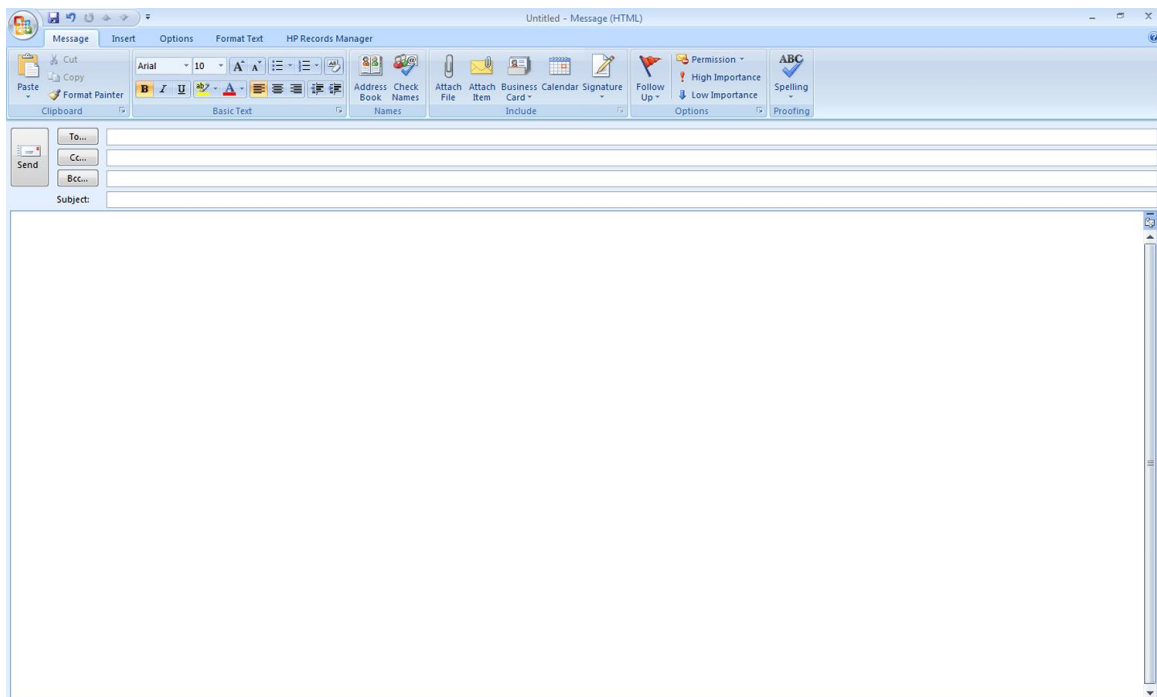 Untitled - Message (HTML)
Message Insert Options Format Text HP Records Manager
Cut
Copy
Format Painter
Paste
Clipboard
Arial 10
B I U ab A
Basic Text
Address Book
Check Names
Names
Attach File
Attach Item
Business Card
Calendar
Signature
Include
Follow Up
Permission
High Importance
Low Importance
Options
ABC
Spelling
Proofing
Send
To...
Cc...
Bcc...
Subject: